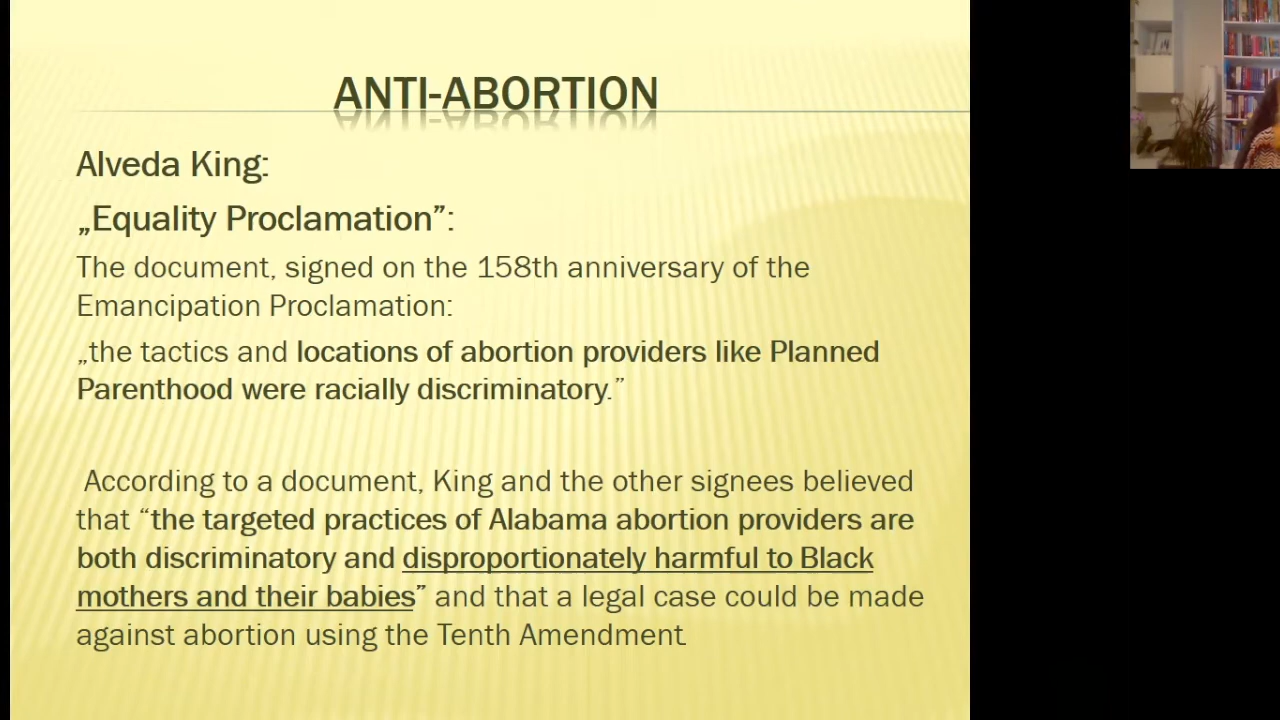 ANTI-ABORTION
Alveda King:
„Equality Proclamation”:
The document, signed on the 158th anniversary of the
Emancipation Proclamation:
„the tactics and locations of abortion providers like Planned
Parenthood were racially discriminatory.”
According to a document, King and the other signees believed
that “the targeted practices of Alabama abortion providers are
both discriminatory and disproportionately harmful to Black
mothers and their babies” and that a legal case could be made
against abortion using the Tenth Amendment.